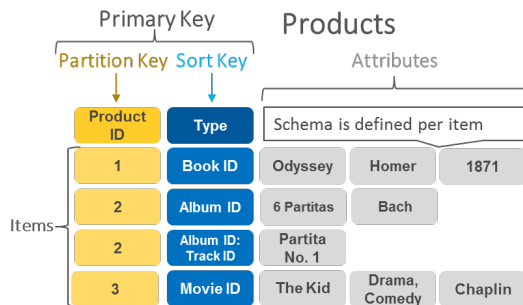 Primary Key
Products
Partition Key
Sort Key
Attributes
Product
ID
Type
Schema is defined per item
Items
1
Book ID
Odyssey
Homer
1871
2
Album ID
6 Partitas
Bach
2
Album ID:
Track ID
Partita
No. 1
3
Movie ID
The Kid
Drama,
Comedy
Chaplin